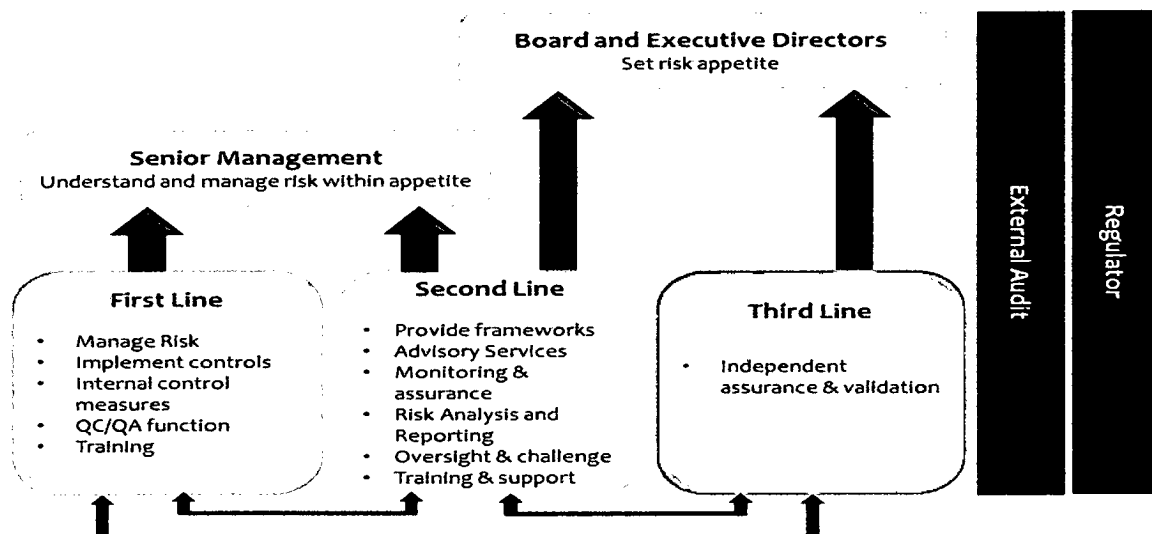 Board and Executive Directors
Set risk appetite
Senior Management
Understand and manage risk within appetite
First Line
• Manage Risk
• Implement controls
• Internal control
measures
• QC/QA function
• Training
Second Line
• Provide frameworks
• Advisory Services
• Monitoring &
assurance
• Risk Analysis and
Reporting
• Oversight & challenge
• Training & support
Third Line
• Independent
assurance & validation
External Audit
Regulator